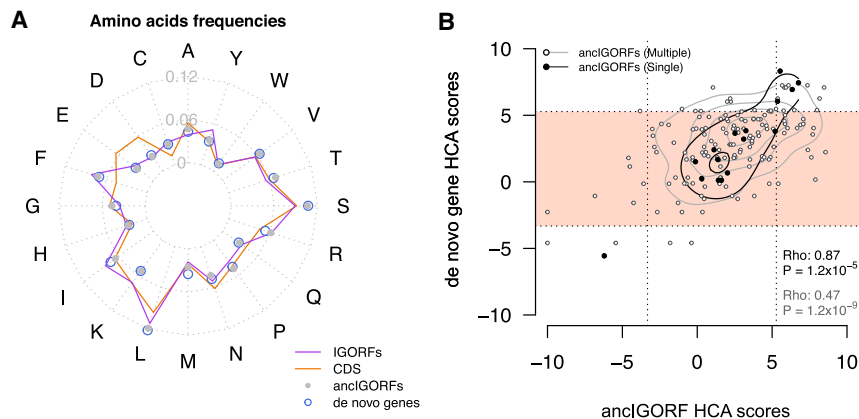 A
Amino acids frequencies
A
Y
W
V
T
S
R
Q
P
N
M
L
K
I
H
G
F
E
D
C
0.12
0.06
0
IGORFs
CDS
ancIGORFs
de novo genes
B
ancIGORFs (Multiple)
ancIGORFs (Single)
de novo gene HCA scores
10
5
0
−5
−10
Rho: 0.87
P = 1.2x10⁻⁵
Rho: 0.47
P = 1.2x10⁻⁹
−10 −5 0 5 10
ancIGORF HCA scores